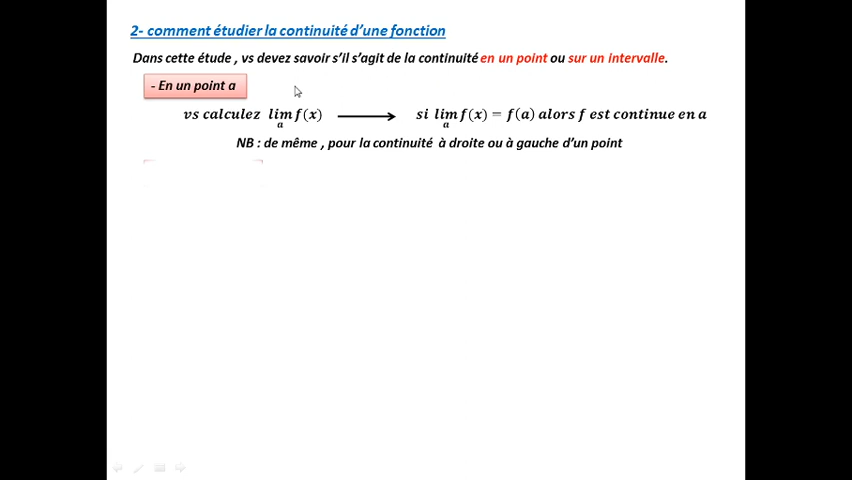 2- comment étudier la continuité d'une fonction
Dans cette étude , vs devez savoir s'il s'agit de la continuité en un point ou sur un intervalle.
- En un point a
vs calculez lim f(x) ⟶ si lim f(x) = f(a) alors f est continue en a
a a
NB : de même , pour la continuité à droite ou à gauche d'un point